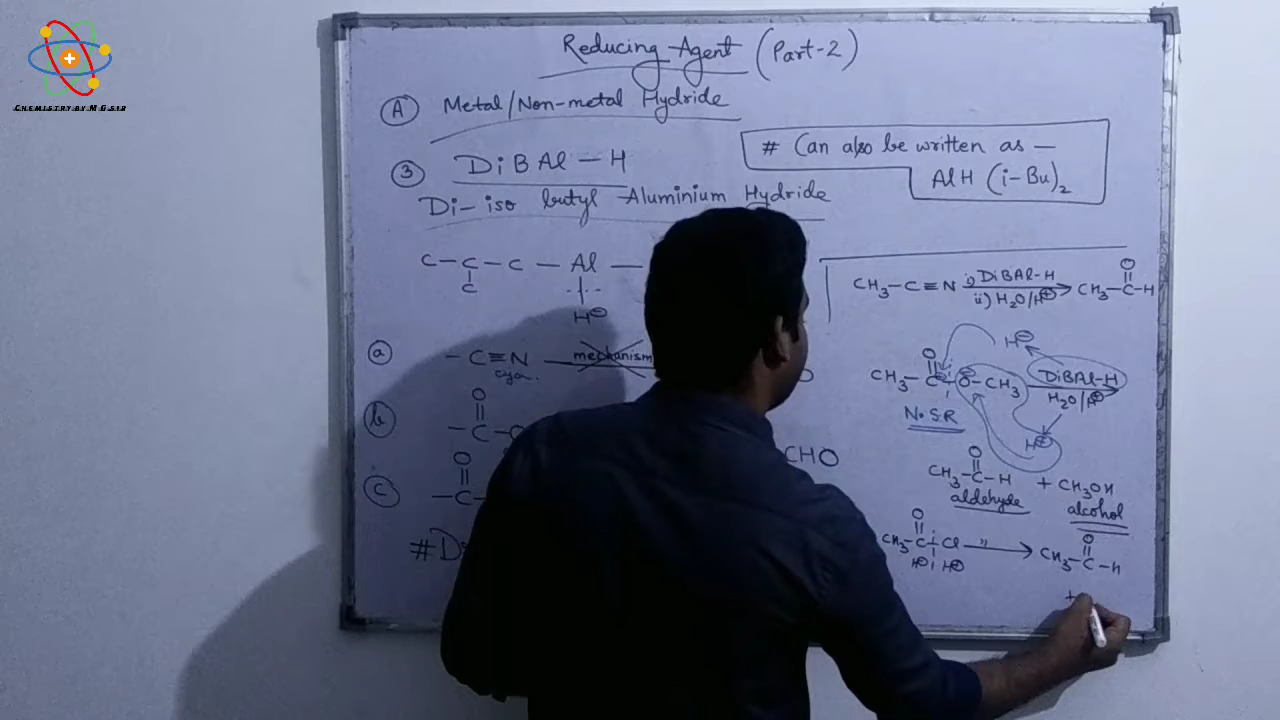 CHEMISTRY BY M G SIR
Reducing Agent (Part-2)
A Metal/Non-metal Hydride
3 DiBAl-H
# Can also be written as —
AlH (i-Bu)2
Di-iso butyl Aluminium Hydride
C-C-C-Al-
C
H⊖
CH3-C≡N i) DiBAl-H ii) H2O/H⊕ CH3-C-H
O
a -C≡N mechanism
cyan.
O
CH3-C-O-CH3 DiBAl-H H2O/H⊕
H⊖
N.S.R
H⊕
b -C-
O
CHO
O
CH3-C-H + CH3OH
aldehyde alcohol
c -C-
O
O
CH3-C-Cl " CH3-C-H
O
H⊖ H⊕
+